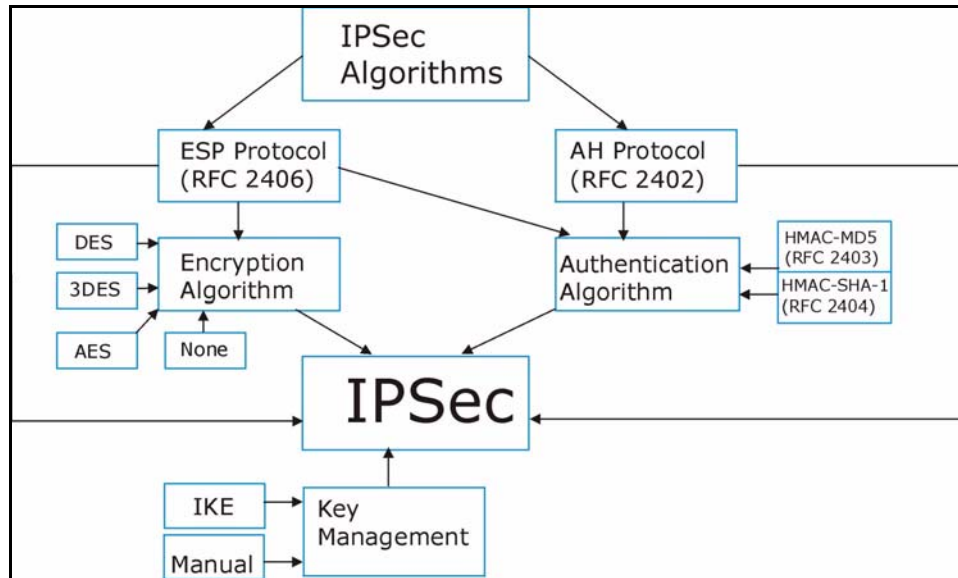 IPSec
Algorithms
ESP Protocol
(RFC 2406)
AH Protocol
(RFC 2402)
DES
3DES
AES
None
Encryption
Algorithm
Authentication
Algorithm
HMAC-MD5
(RFC 2403)
HMAC-SHA-1
(RFC 2404)
IPSec
IKE
Manual
Key
Management